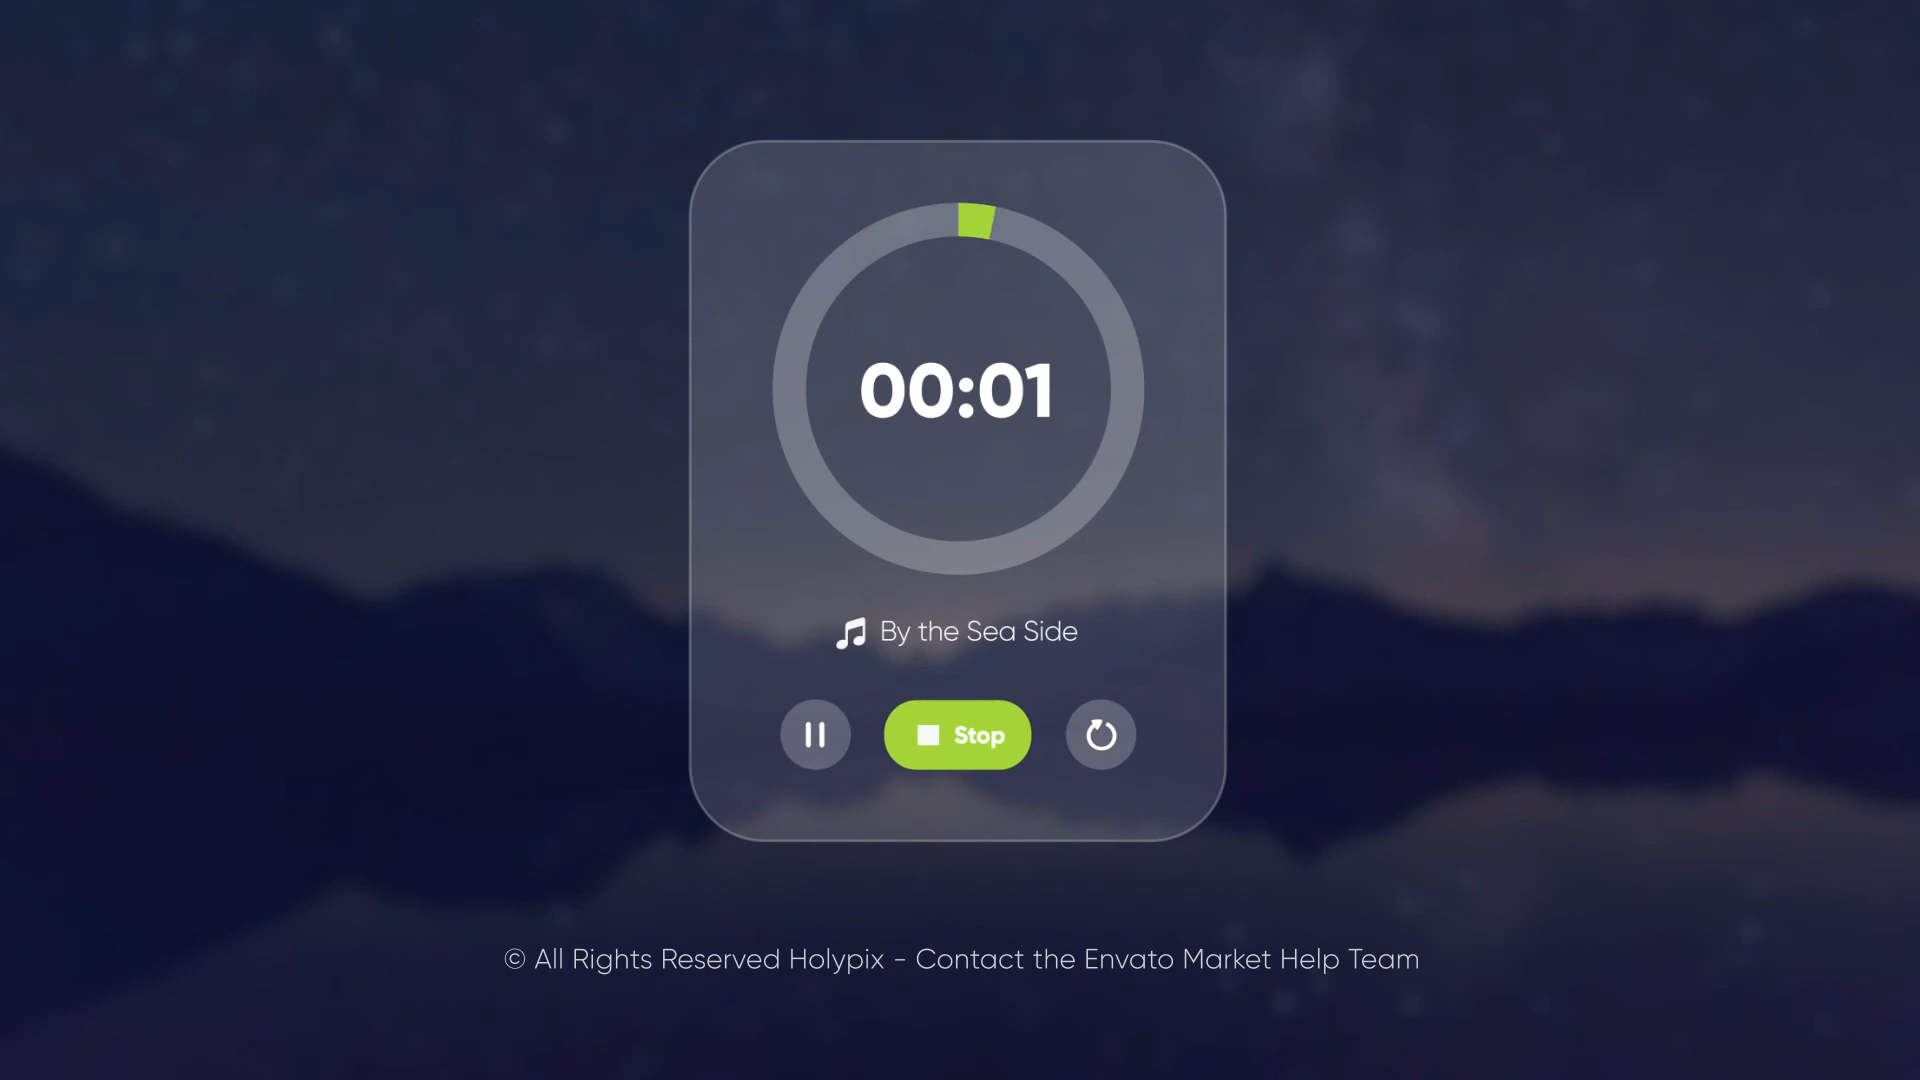 00:01
By the Sea Side
Stop
© All Rights Reserved Holypix - Contact the Envato Market Help Team